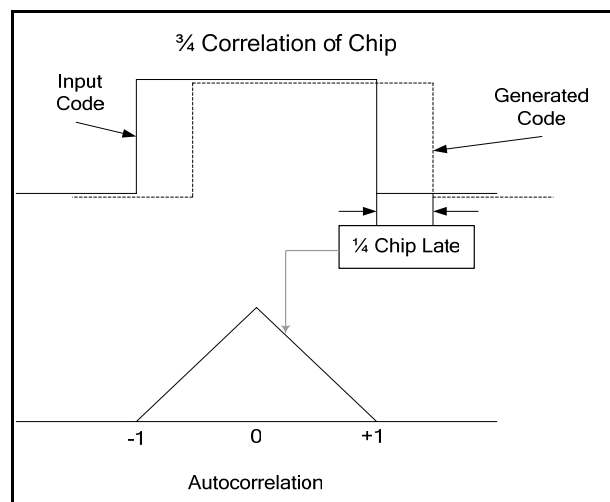 ¾ Correlation of Chip
Input
Code
Generated
Code
¼ Chip Late
-1
0
+1
Autocorrelation